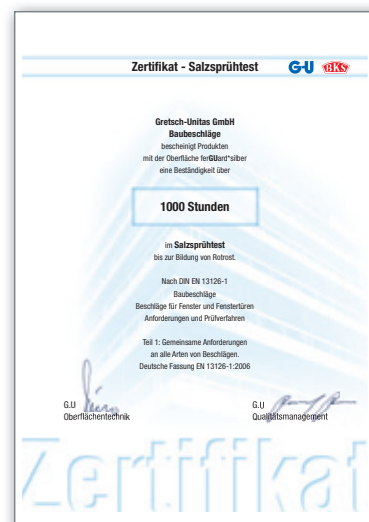 Zertifikat - Salzsprühtest
G-U BKS
Gretsch-Unitas GmbH
Baubeschläge
bescheinigt Produkten
mit der Oberfläche ferGUard*silber
eine Beständigkeit über
1000 Stunden
im Salzsprühtest
bis zur Bildung von Rotrost.
Nach DIN EN 13126-1
Baubeschläge
Beschläge für Fenster und Fenstertüren
Anforderungen und Prüfverfahren
Teil 1: Gemeinsame Anforderungen
an alle Arten von Beschlägen.
Deutsche Fassung EN 13126-1:2006
G.U
Oberflächentechnik
G.U
Qualitätsmanagement
Zertifikat